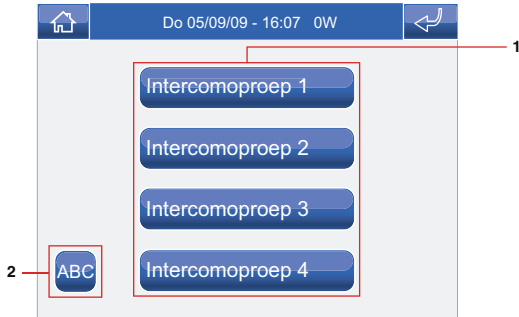 Do 05/09/09 - 16:07 0W
1
Intercomoproep 1
Intercomoproep 2
Intercomoproep 3
Intercomoproep 4
2
ABC